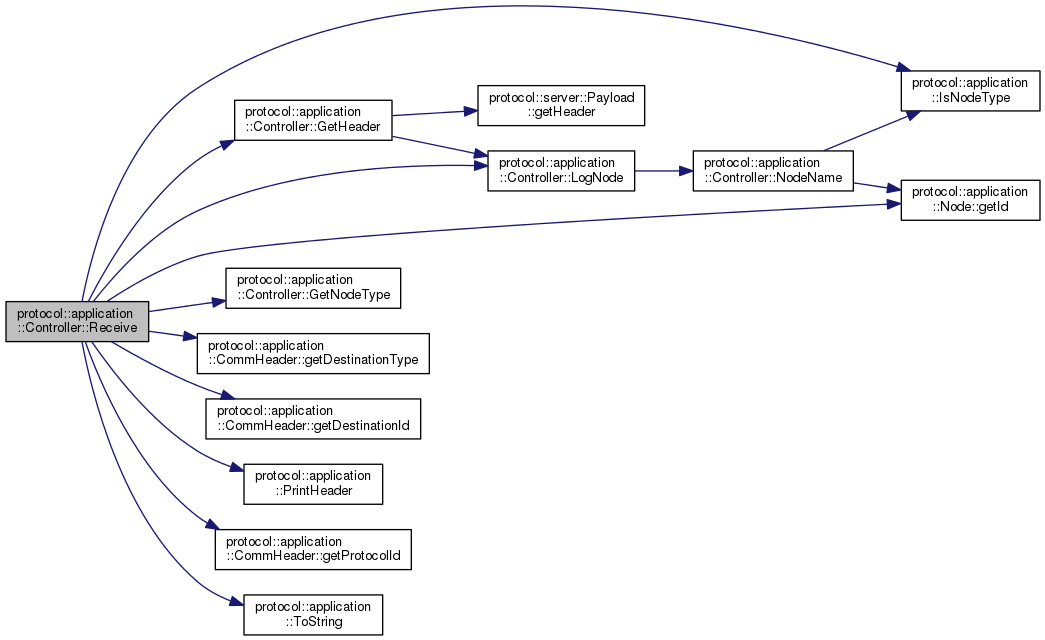 protocol::application
::IsNodeType
protocol::server::Payload
::getHeader
protocol::application
::Controller::GetHeader
protocol::application
::Controller::LogNode
protocol::application
::Controller::NodeName
protocol::application
::Node::getId
protocol::application
::Controller::GetNodeType
protocol::application
::Controller::Receive
protocol::application
::CommHeader::getDestinationType
protocol::application
::CommHeader::getDestinationId
protocol::application
::PrintHeader
protocol::application
::CommHeader::getProtocolId
protocol::application
::ToString